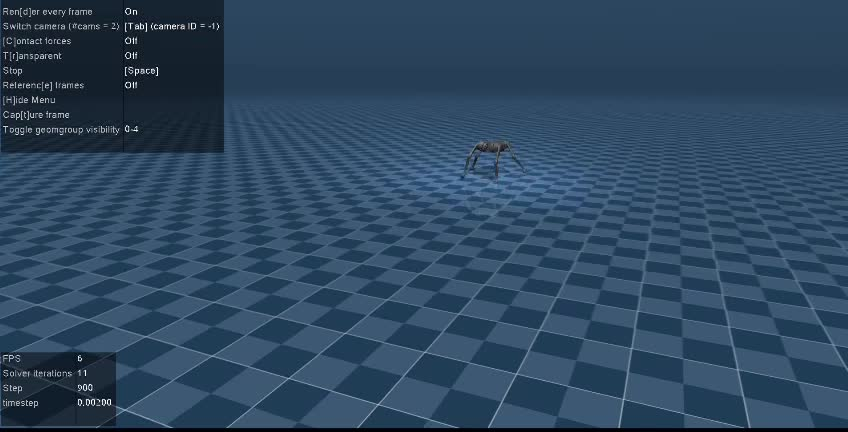 Ren[d]er every frame On
Switch camera (#cams = 2) [Tab] (camera ID = -1)
[C]ontact forces Off
T[r]ansparent Off
Stop [Space]
Referenc[e] frames Off
[H]ide Menu
Cap[t]ure frame
Toggle geomgroup visibility 0-4
FPS 6
Solver iterations 11
Step 900
timestep 0.00200